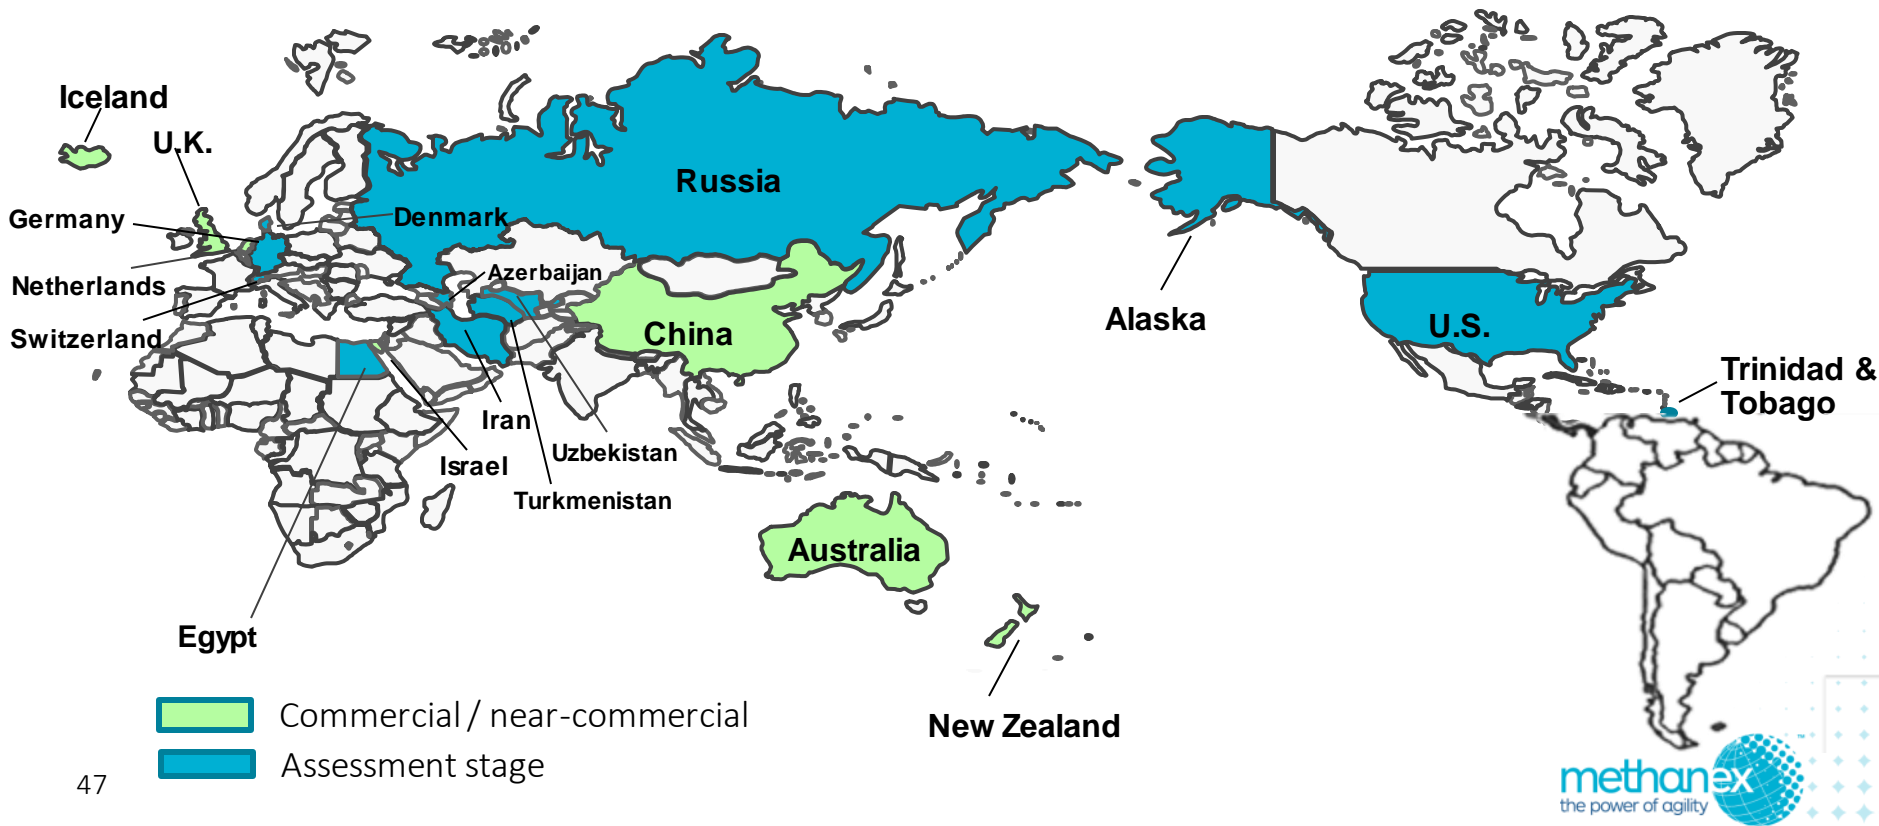 Iceland
U.K.
Germany
Denmark
Netherlands
Switzerland
Russia
Azerbaijan
China
Iran
Israel
Uzbekistan
Turkmenistan
Egypt
Australia
New Zealand
Alaska
U.S.
Trinidad &
Tobago
Commercial / near-commercial
Assessment stage
47
methanex
™
the power of agility